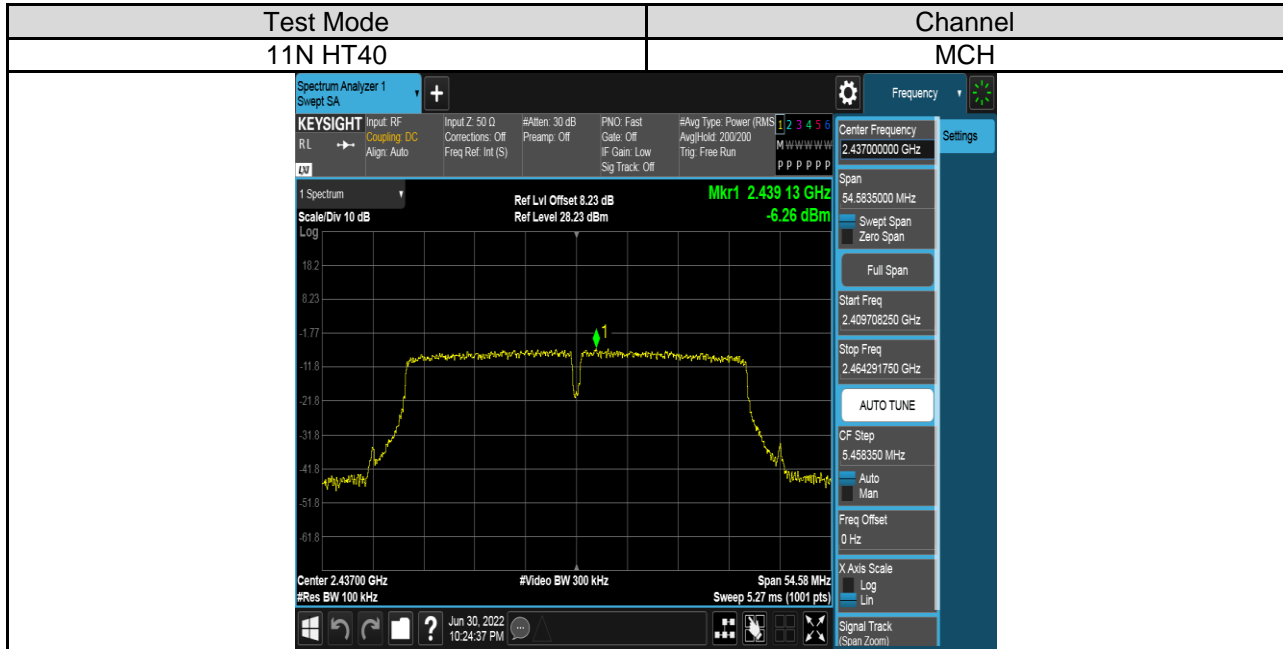 Test Mode Channel
11N HT40 MCH
Spectrum Analyzer 1
Swept SA
+
Frequency
KEYSIGHT
RL
LXI
Input: RF
Coupling: DC
Align: Auto
Input Z: 50 Ω
Corrections: Off
Freq Ref: Int (S)
#Atten: 30 dB
Preamp: Off
PNO: Fast
Gate: Off
IF Gain: Low
Sig Track: Off
#Avg Type: Power (RMS
Avg|Hold: 200/200
Trig: Free Run
1 2 3 4 5 6
M W W W W W
P P P P P P
1 Spectrum
Scale/Div 10 dB
Log
Ref Lvl Offset 8.23 dB
Ref Level 28.23 dBm
Mkr1 2.439 13 GHz
-6.26 dBm
18.2
8.23
-1.77
-11.8
-21.8
-31.8
-41.8
-51.8
-61.8
1
Center 2.43700 GHz
#Res BW 100 kHz
#Video BW 300 kHz
Span 54.58 MHz
Sweep 5.27 ms (1001 pts)
Center Frequency
2.437000000 GHz
Settings
Span
54.5835000 MHz
Swept Span
Zero Span
Full Span
Start Freq
2.409708250 GHz
Stop Freq
2.464291750 GHz
AUTO TUNE
CF Step
5.458350 MHz
Auto
Man
Freq Offset
0 Hz
X Axis Scale
Log
Lin
Signal Track
(Span Zoom)
?
Jun 30, 2022
10:24:37 PM